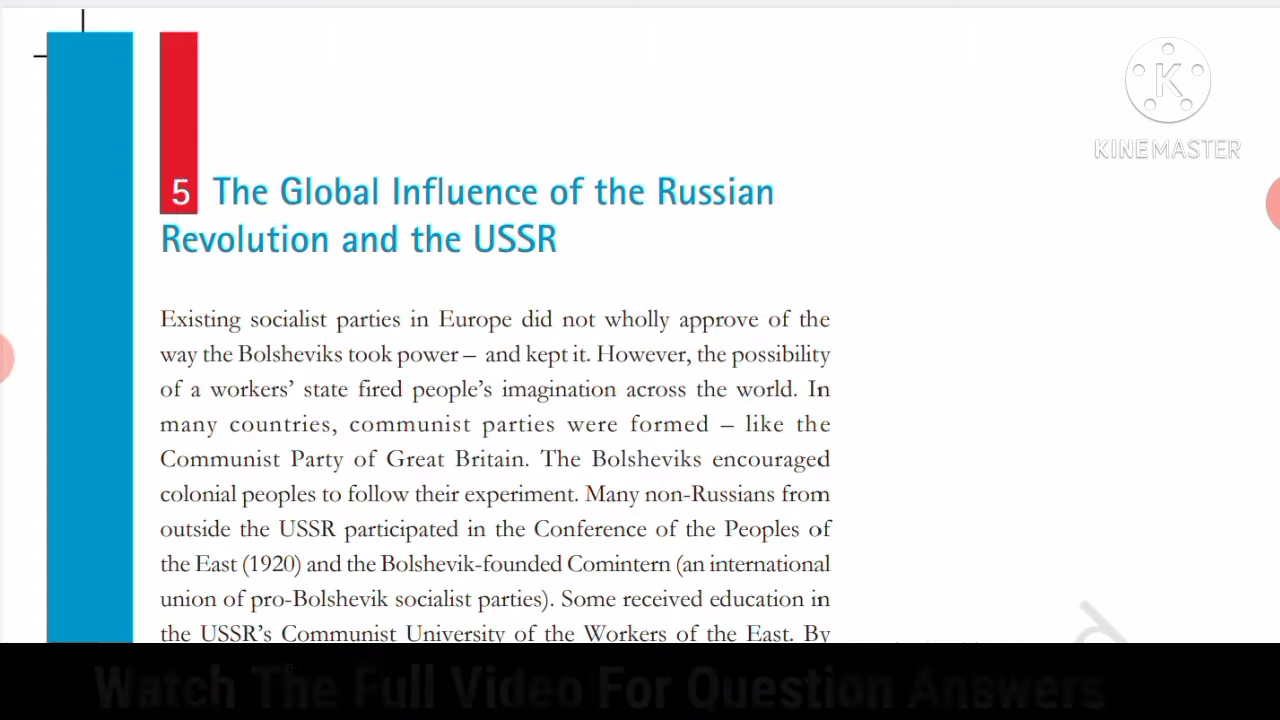 K
KINEMASTER
5 The Global Influence of the Russian
Revolution and the USSR
Existing socialist parties in Europe did not wholly approve of the
way the Bolsheviks took power – and kept it. However, the possibility
of a workers’ state fired people’s imagination across the world. In
many countries, communist parties were formed – like the
Communist Party of Great Britain. The Bolsheviks encouraged
colonial peoples to follow their experiment. Many non-Russians from
outside the USSR participated in the Conference of the Peoples of
the East (1920) and the Bolshevik-founded Comintern (an international
union of pro-Bolshevik socialist parties). Some received education in
the USSR’s Communist University of the Workers of the East. By
Watch The Full Video For Question Answers